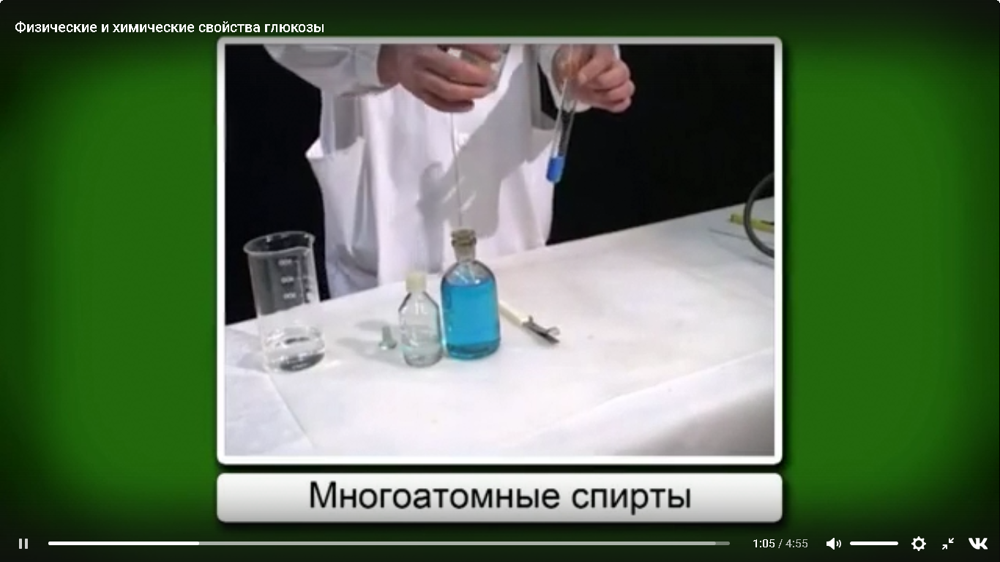 Физические и химические свойства глюкозы
Многоатомные спирты
1:05 / 4:55